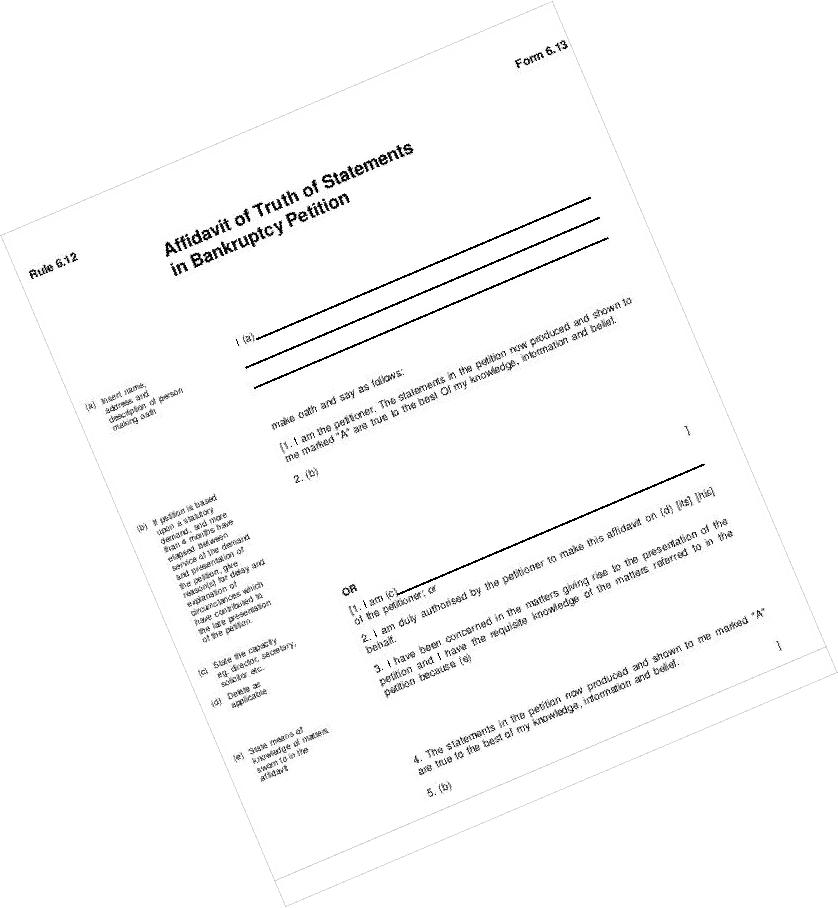 Form 6.13
Rule 6.12
Affidavit of Truth of Statements
in Bankruptcy Petition
I (a)
(a) Insert name,
address and
description of person
making oath
make oath and say as follows:
[1. I am the petitioner. The statements in the petition now produced and shown to
me marked "A" are true to the best Of my knowledge, information and belief.
2. (b)
]
(b) If petition is based
upon a statutory
demand, and more
than 4 months have
elapsed between
service of the demand
and presentation of
the petition, give
reason(s) for delay and
explanation of
circumstances which
have contributed to
the late presentation
of the petition.
OR
[1. I am (c)
of the petitioner; or
2. I am duly authorised by the petitioner to make this affidavit on (d) [its] [his]
behalf.
3. I have been concerned in the matters giving rise to the presentation of the
petition and I have the requisite knowledge of the matters referred to in the
petition because (e)
(c) State the capacity
eg. director, secretary,
solicitor etc..
(d) Delete as
applicable
(e) State means of
knowledge of matters
sworn to in the
affidavit
4. The statements in the petition now produced and shown to me marked "A"
are true to the best of my knowledge, information and belief.
]
5. (b)